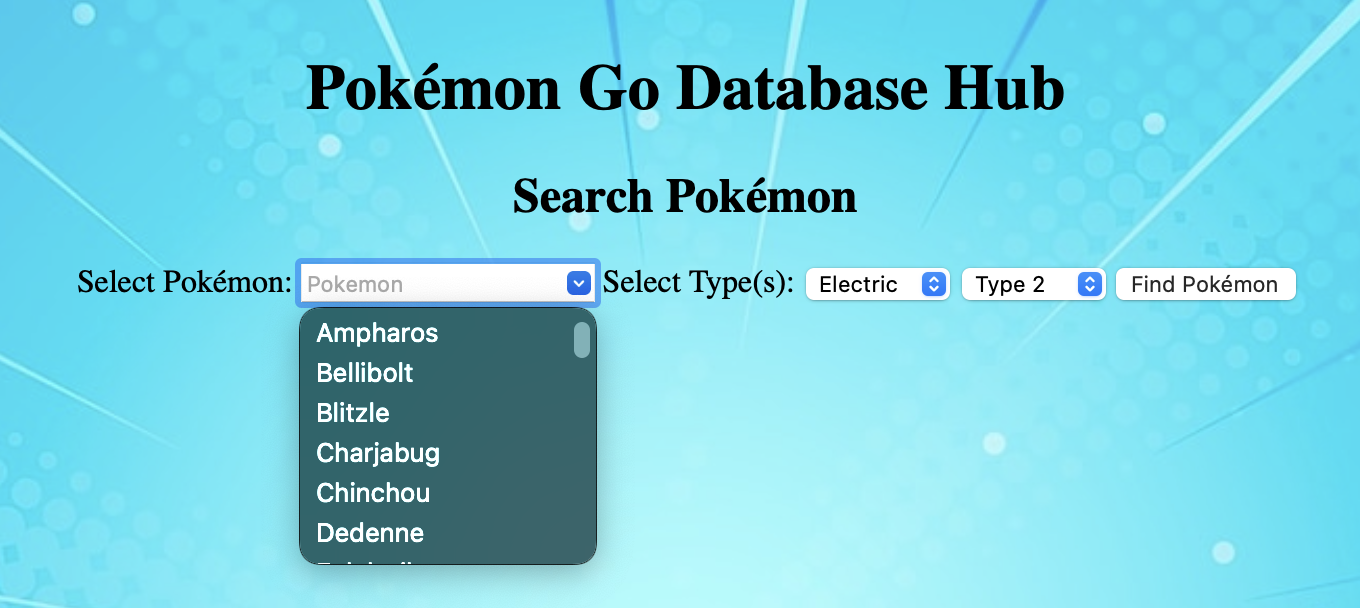 Pokémon Go Database Hub
Search Pokémon
Select Pokémon: Pokemon Select Type(s): Electric Type 2 Find Pokémon
Ampharos
Bellibolt
Blitzle
Charjabug
Chinchou
Dedenne